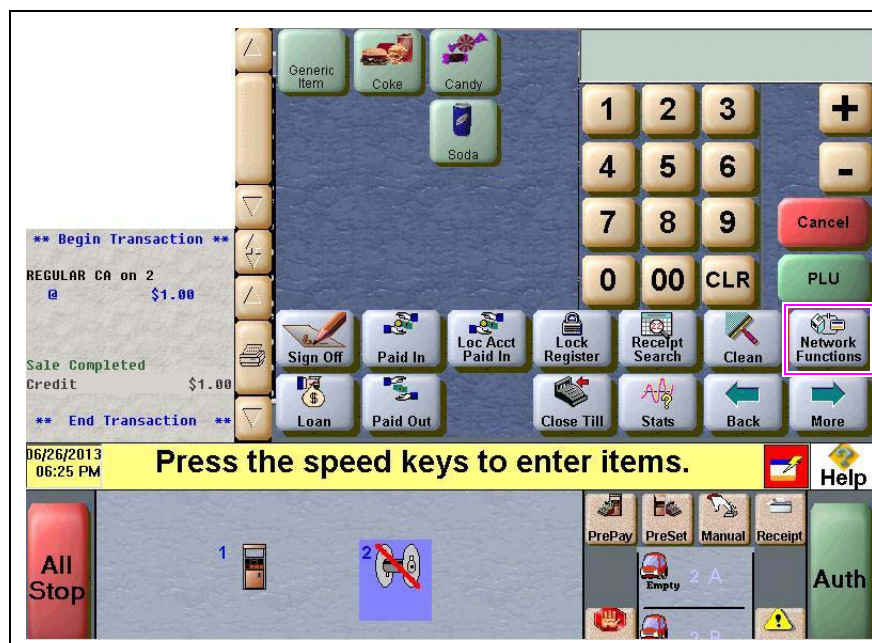 Generic
Item
Coke
Candy
Soda
1 2 3 +
4 5 6 -
7 8 9 Cancel
0 00 CLR PLU
** Begin Transaction **
REGULAR CA on 2
@ $1.00
Sale Completed
Credit $1.00
** End Transaction **
Sign Off
Paid In
Loc Acct
Paid In
Lock
Register
Receipt
Search
Clean
Network
Functions
Loan
Paid Out
Close Till
Stats
Back
More
06/26/2013
06:25 PM
Press the speed keys to enter items.
Help
All
Stop
1
2
PrePay
PreSet
Manual
Receipt
Empty
2 A
2 B
Auth